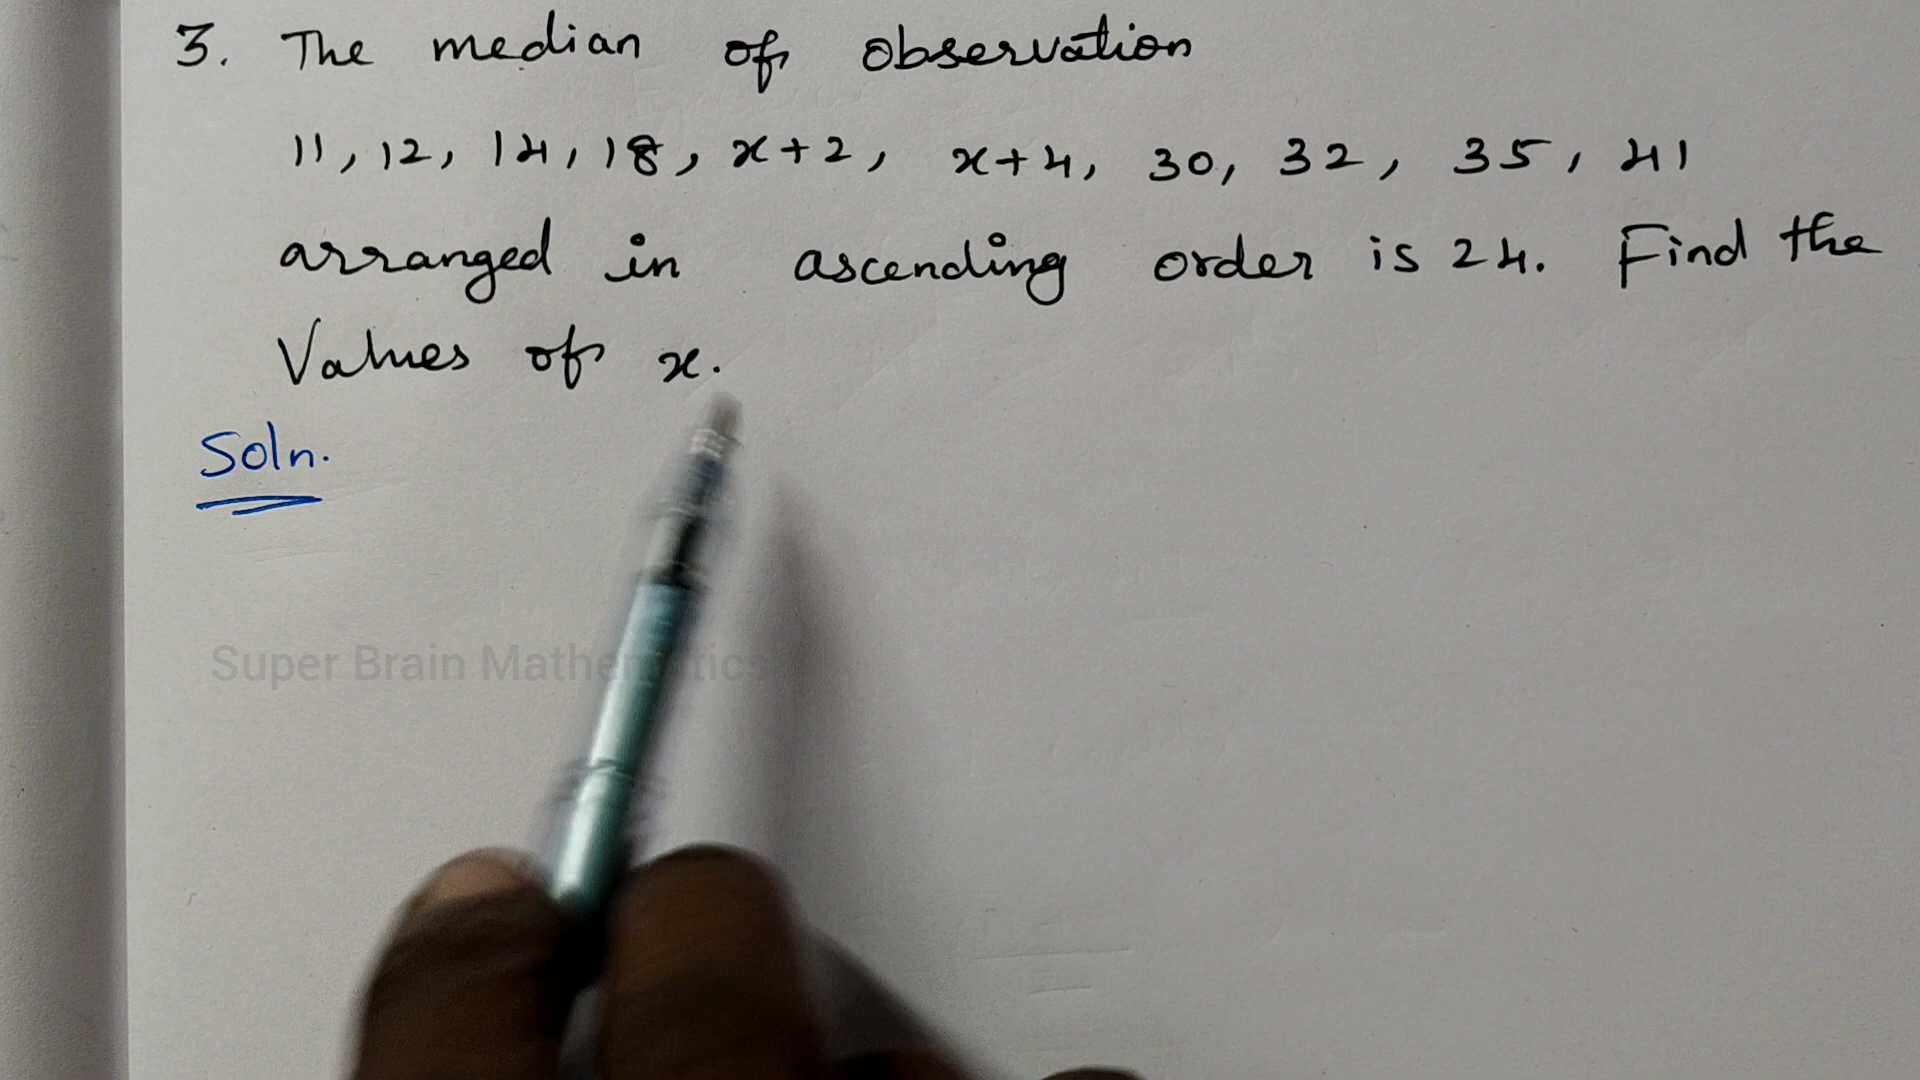 3. The median of observation
11, 12, 14, 18, x+2, x+4, 30, 32, 35, 41
arranged in ascending order is 24. Find the
Values of x.
Soln.
Super Brain Mathematics